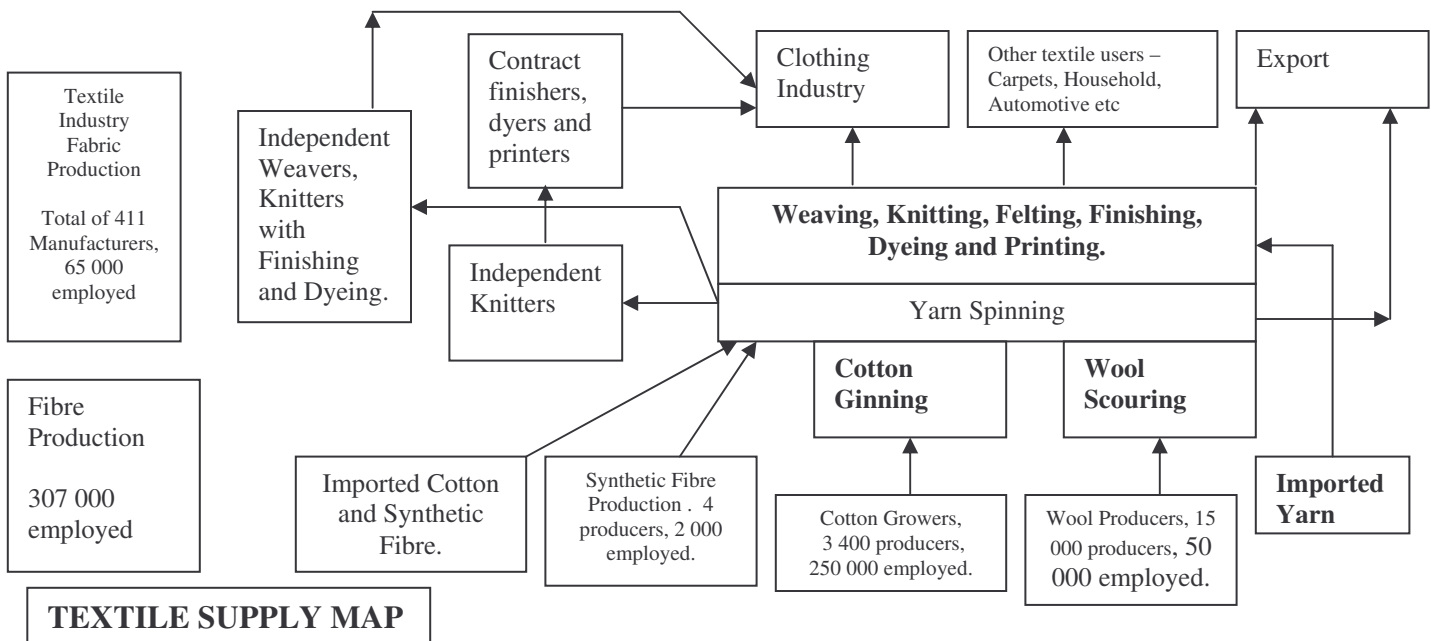 Textile
Industry
Fabric
Production
Total of 411
Manufacturers,
65 000
employed
Independent
Weavers,
Knitters
with
Finishing
and Dyeing.
Contract
finishers,
dyers and
printers
Independent
Knitters
Clothing
Industry
Other textile users –
Carpets, Household,
Automotive etc
Export
Weaving, Knitting, Felting, Finishing,
Dyeing and Printing.
Yarn Spinning
Cotton
Ginning
Wool
Scouring
Fibre
Production
307 000
employed
Imported Cotton
and Synthetic
Fibre.
Synthetic Fibre
Production . 4
producers, 2 000
employed.
Cotton Growers,
3 400 producers,
250 000 employed.
Wool Producers, 15
000 producers, 50
000 employed.
Imported
Yarn
TEXTILE SUPPLY MAP